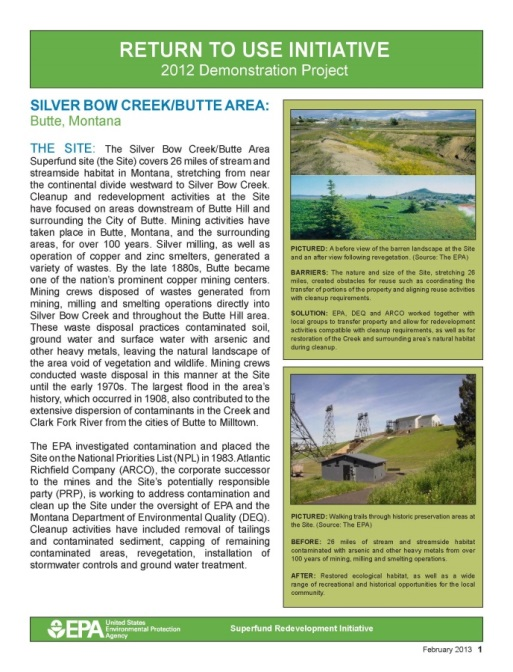 RETURN TO USE INITIATIVE
2012 Demonstration Project
SILVER BOW CREEK/BUTTE AREA:
Butte, Montana
THE SITE: The Silver Bow Creek/Butte Area
Superfund site (the Site) covers 26 miles of stream and
streamside habitat in Montana, stretching from near
the continental divide westward to Silver Bow Creek.
Cleanup and redevelopment activities at the Site
have focused on areas downstream of Butte Hill and
surrounding the City of Butte. Mining activities have
taken place in Butte, Montana, and the surrounding
areas, for over 100 years. Silver milling, as well as
operation of copper and zinc smelters, generated a
variety of wastes. By the late 1880s, Butte became
one of the nation's prominent copper mining centers.
Mining crews disposed of wastes generated from
mining, milling and smelting operations directly into
Silver Bow Creek and throughout the Butte Hill area.
These waste disposal practices contaminated soil,
ground water and surface water with arsenic and
other heavy metals, leaving the natural landscape of
the area void of vegetation and wildlife. Mining crews
conducted waste disposal in this manner at the Site
until the early 1970s. The largest flood in the area's
history, which occurred in 1908, also contributed to the
extensive dispersion of contaminants in the Creek and
Clark Fork River from the cities of Butte to Milltown.
The EPA investigated contamination and placed the
Site on the National Priorities List (NPL) in 1983. Atlantic
Richfield Company (ARCO), the corporate successor
to the mines and the Site's potentially responsible
party (PRP), is working to address contamination and
clean up the Site under the oversight of EPA and the
Montana Department of Environmental Quality (DEQ).
Cleanup activities have included removal of tailings
and contaminated sediment, capping of remaining
contaminated areas, revegetation, installation of
stormwater controls and ground water treatment.
PICTURED: A before view of the barren landscape at the Site
and an after view following revegetation. (Source: The EPA)
BARRIERS: The nature and size of the Site, stretching 26
miles, created obstacles for reuse such as coordinating the
transfer of portions of the property and aligning reuse activities
with cleanup requirements.
SOLUTION: EPA, DEQ and ARCO worked together with
local groups to transfer property and allow for redevelopment
activities compatible with cleanup requirements, as well as for
restoration of the Creek and surrounding area's natural habitat
during cleanup.
PICTURED: Walking trails through historic preservation areas at
the Site. (Source: The EPA)
BEFORE: 26 miles of stream and streamside habitat
contaminated with arsenic and other heavy metals from over
100 years of mining, milling and smelting operations.
AFTER: Restored ecological habitat, as well as a wide
range of recreational and historical opportunities for the local
community.
EPA United States
Environmental Protection
Agency
Superfund Redevelopment Initiative
February 2013 1